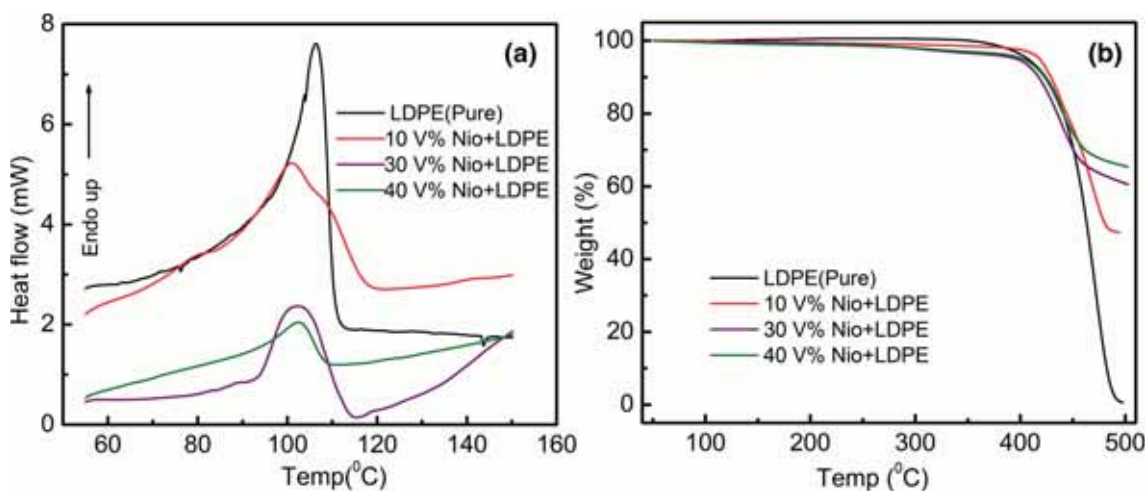 (a)
8
6
4
2
0
Heat flow (mW)
Endo up
LDPE(Pure)
10 V% Nio+LDPE
30 V% Nio+LDPE
40 V% Nio+LDPE
60 80 100 120 140 160
Temp(⁰C)
(b)
100
80
60
40
20
0
Weight (%)
LDPE(Pure)
10 V% Nio+LDPE
30 V% Nio+LDPE
40 V% Nio+LDPE
100 200 300 400 500
Temp (⁰C)